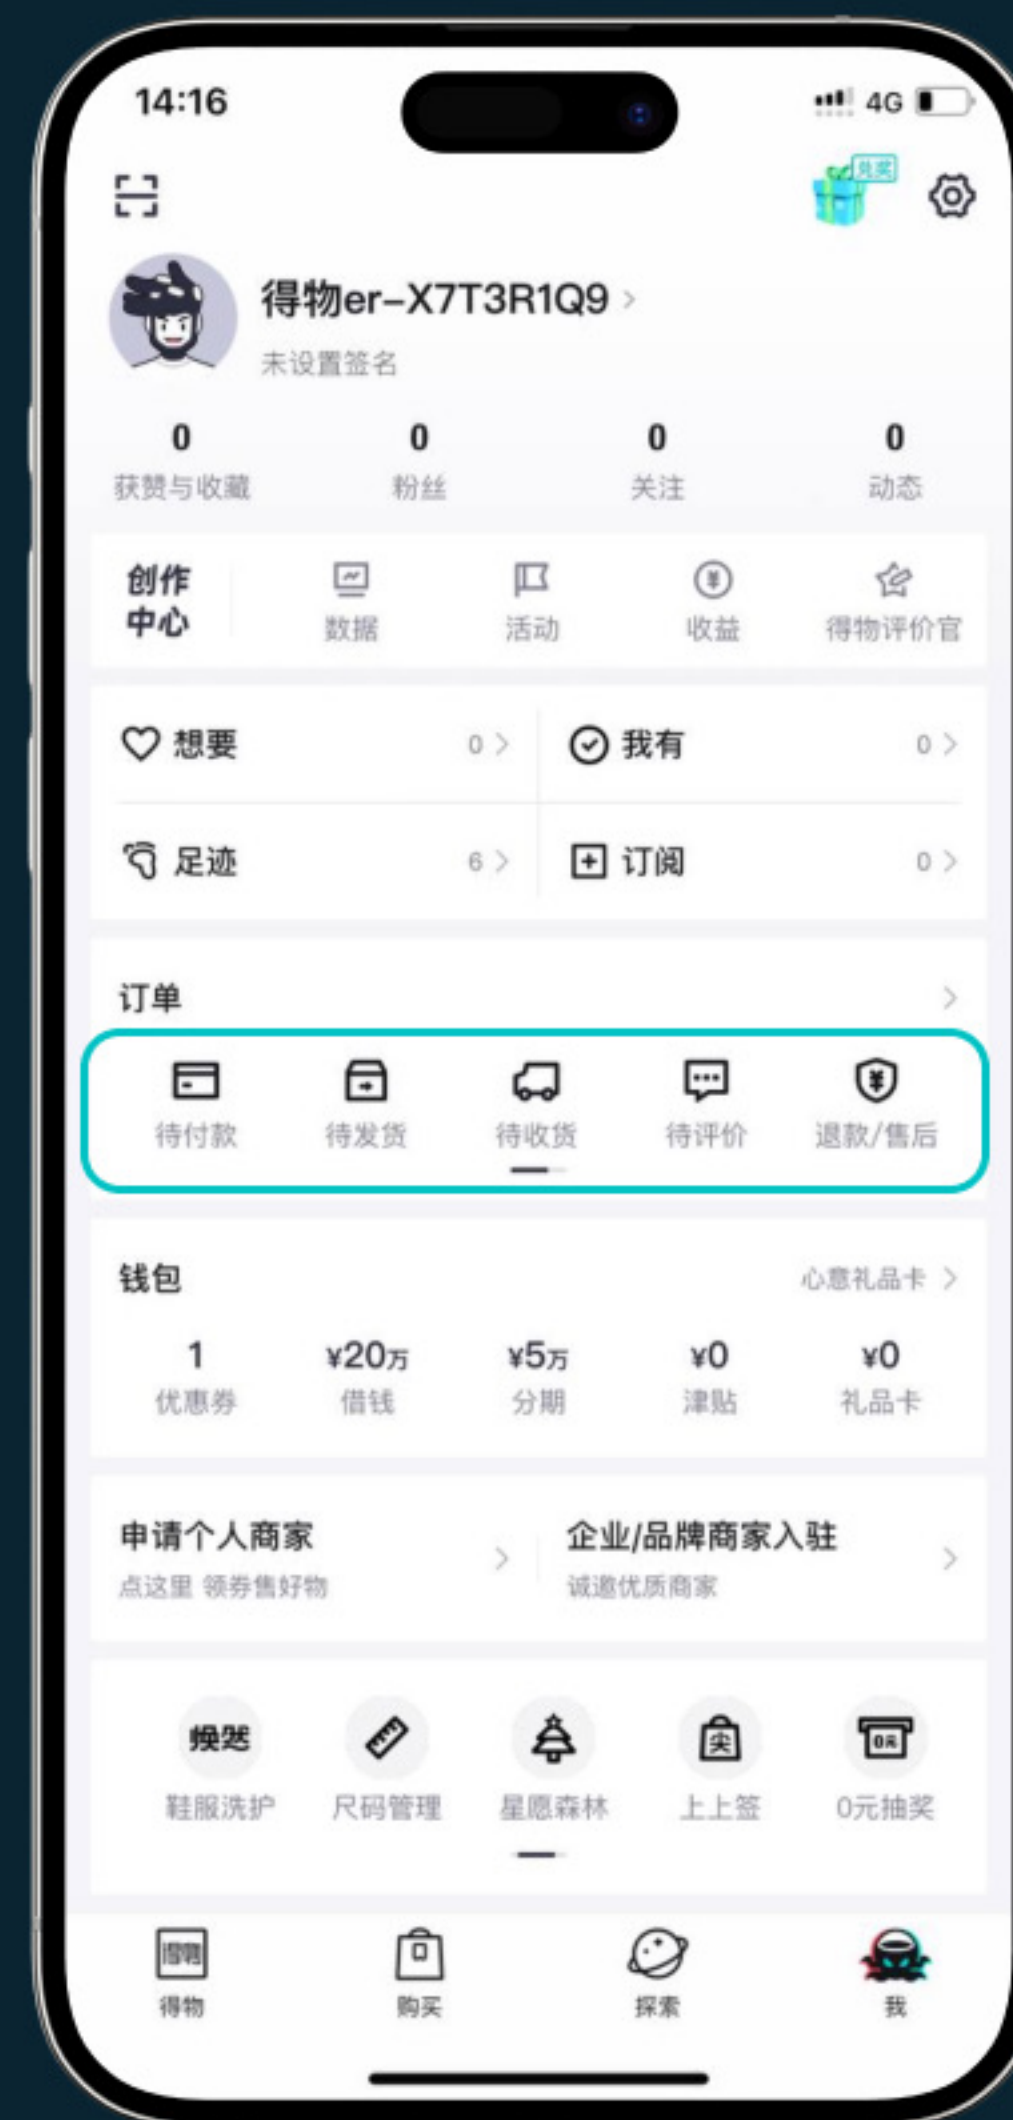 14:16
4G
兑奖
得物er-X7T3R1Q9
未设置签名
0 0 0 0
获赞与收藏 粉丝 关注 动态
创作
中心
数据 活动 收益 得物评价官
想要 0 我有 0
足迹 6 订阅 0
订单
待付款 待发货 待收货 待评价 退款/售后
钱包 心意礼品卡
1 ¥20万 ¥5万 ¥0 ¥0
优惠券 借钱 分期 津贴 礼品卡
申请个人商家 企业/品牌商家入驻
点这里 领券售好物 诚邀优质商家
焕然 0元
鞋服洗护 尺码管理 星愿森林 上上签 0元抽奖
得物
得物 购买 探索 我